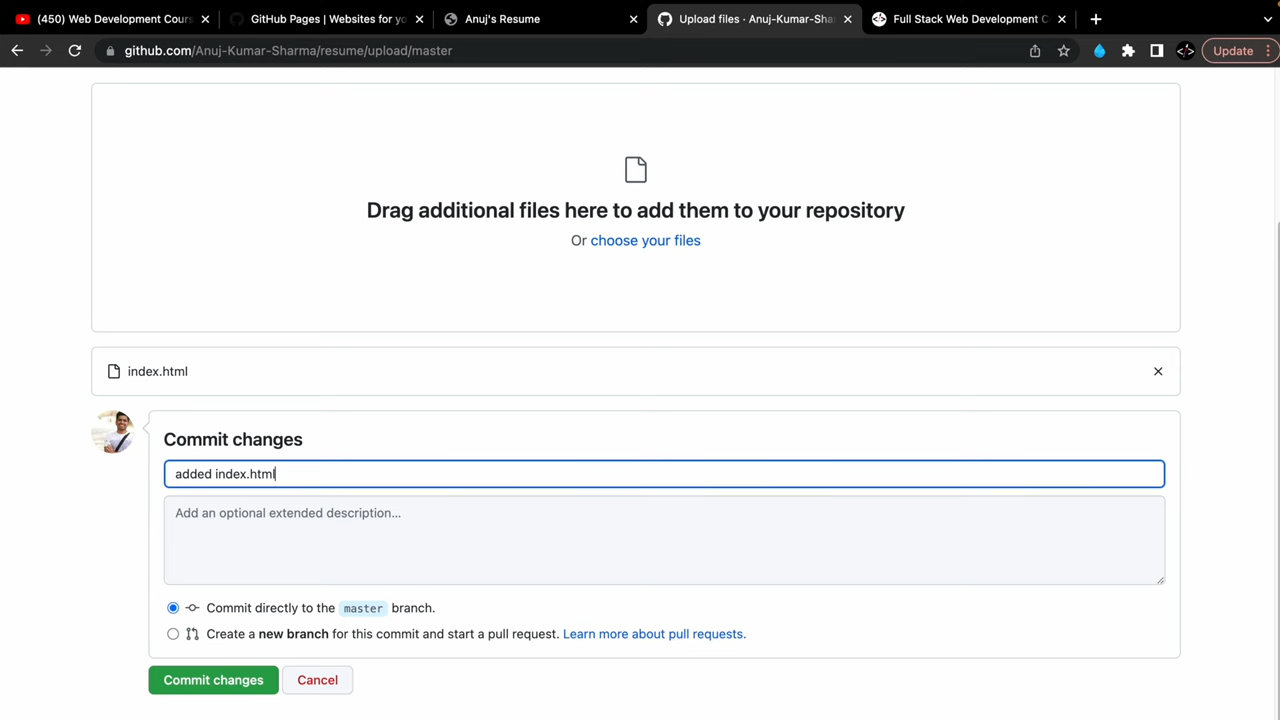 (450) Web Development Cours
GitHub Pages | Websites for yo
Anuj's Resume
Upload files · Anuj-Kumar-Shar
Full Stack Web Development C
github.com/Anuj-Kumar-Sharma/resume/upload/master
Update
Drag additional files here to add them to your repository
Or choose your files
index.html
Commit changes
added index.html
Add an optional extended description...
Commit directly to the master branch.
Create a new branch for this commit and start a pull request. Learn more about pull requests.
Commit changes
Cancel